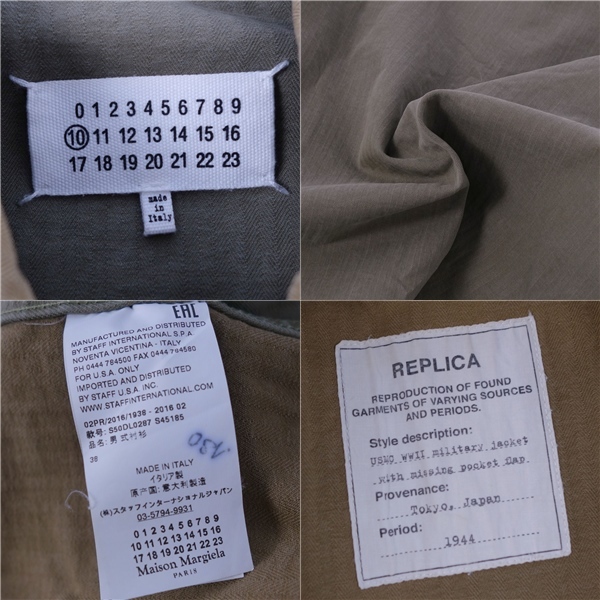 0 1 2 3 4 5 6 7 8 9
10 11 12 13 14 15 16
17 18 19 20 21 22 23
made
in
Italy
EAC
MANUFACTURED AND DISTRIBUTED
BY STAFF INTERNATIONAL S.P.A
NOVENTA VICENTINA - ITALY
PH 0444 784500 FAX 0444 784580
FOR U.S.A. ONLY
IMPORTED AND DISTRIBUTED BY
STAFF INTERNATIONAL USA INC
WWW.STAFFINTERNATIONAL.COM
02PR/2016/1938 - 2016 02
款号: S50DL0287 S45185
品名: 男式衬衫
38
130
MADE IN ITALY
イタリア製
原产国: 意大利製造
(株)スタッフインターナショナルジャパン
03-5794-9931
0 1 2 3 4 5 6 7 8 9
10 11 12 13 14 15 16
17 18 19 20 21 22 23
Maison Margiela
PARIS
REPLICA
REPRODUCTION OF FOUND
GARMENTS OF VARYING SOURCES
AND PERIODS.
Style description:
USMC WWII military jacket
with missing pocket flap
Provenance:
Tokyo, Japan
Period:
1944